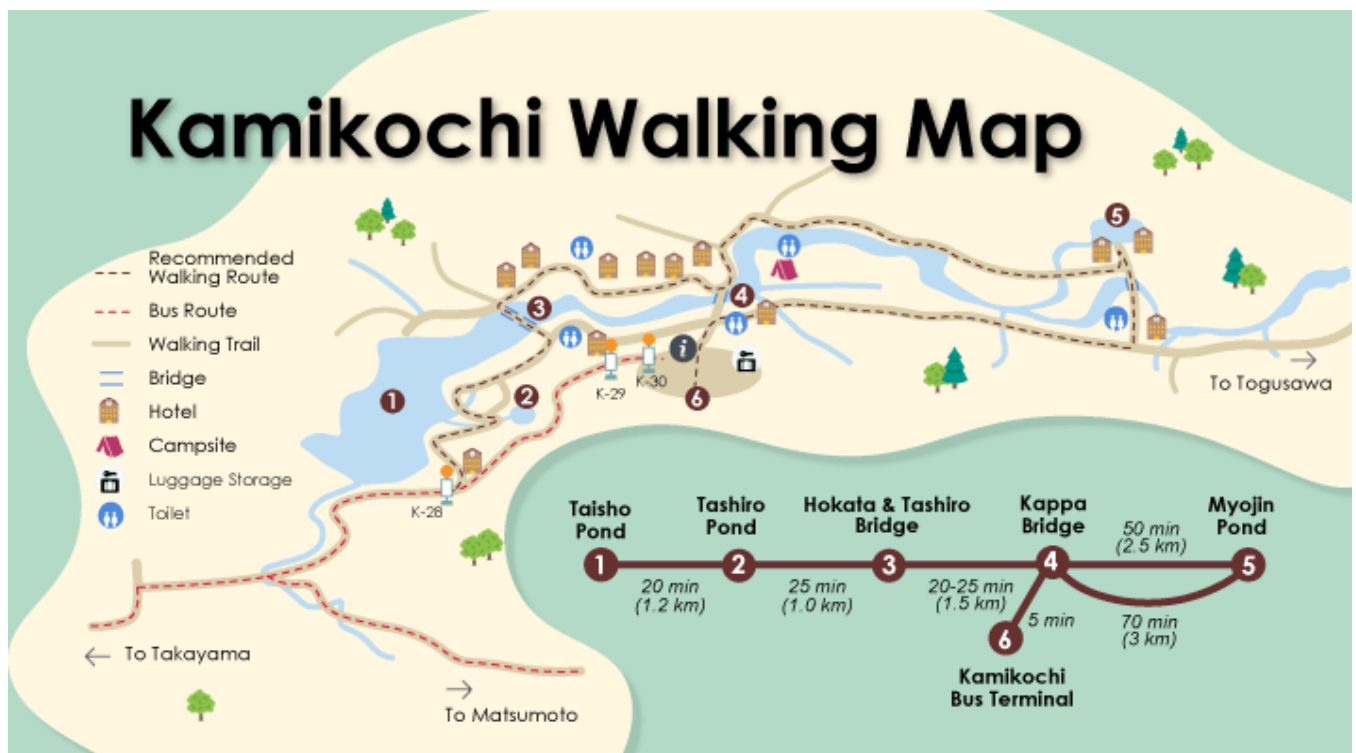 Kamikochi Walking Map
Recommended
Walking Route
Bus Route
Walking Trail
Bridge
Hotel
Campsite
Luggage Storage
Toilet
1
2
3
4
5
6
i
K-28
K-29
K-30
To Togusawa
To Takayama
To Matsumoto
Taisho
Pond
Tashiro
Pond
Hokata & Tashiro
Bridge
Kappa
Bridge
Myojin
Pond
50 min
(2.5 km)
1
2
3
4
5
20 min
(1.2 km)
25 min
(1.0 km)
20-25 min
(1.5 km)
5 min
70 min
(3 km)
6
Kamikochi
Bus Terminal